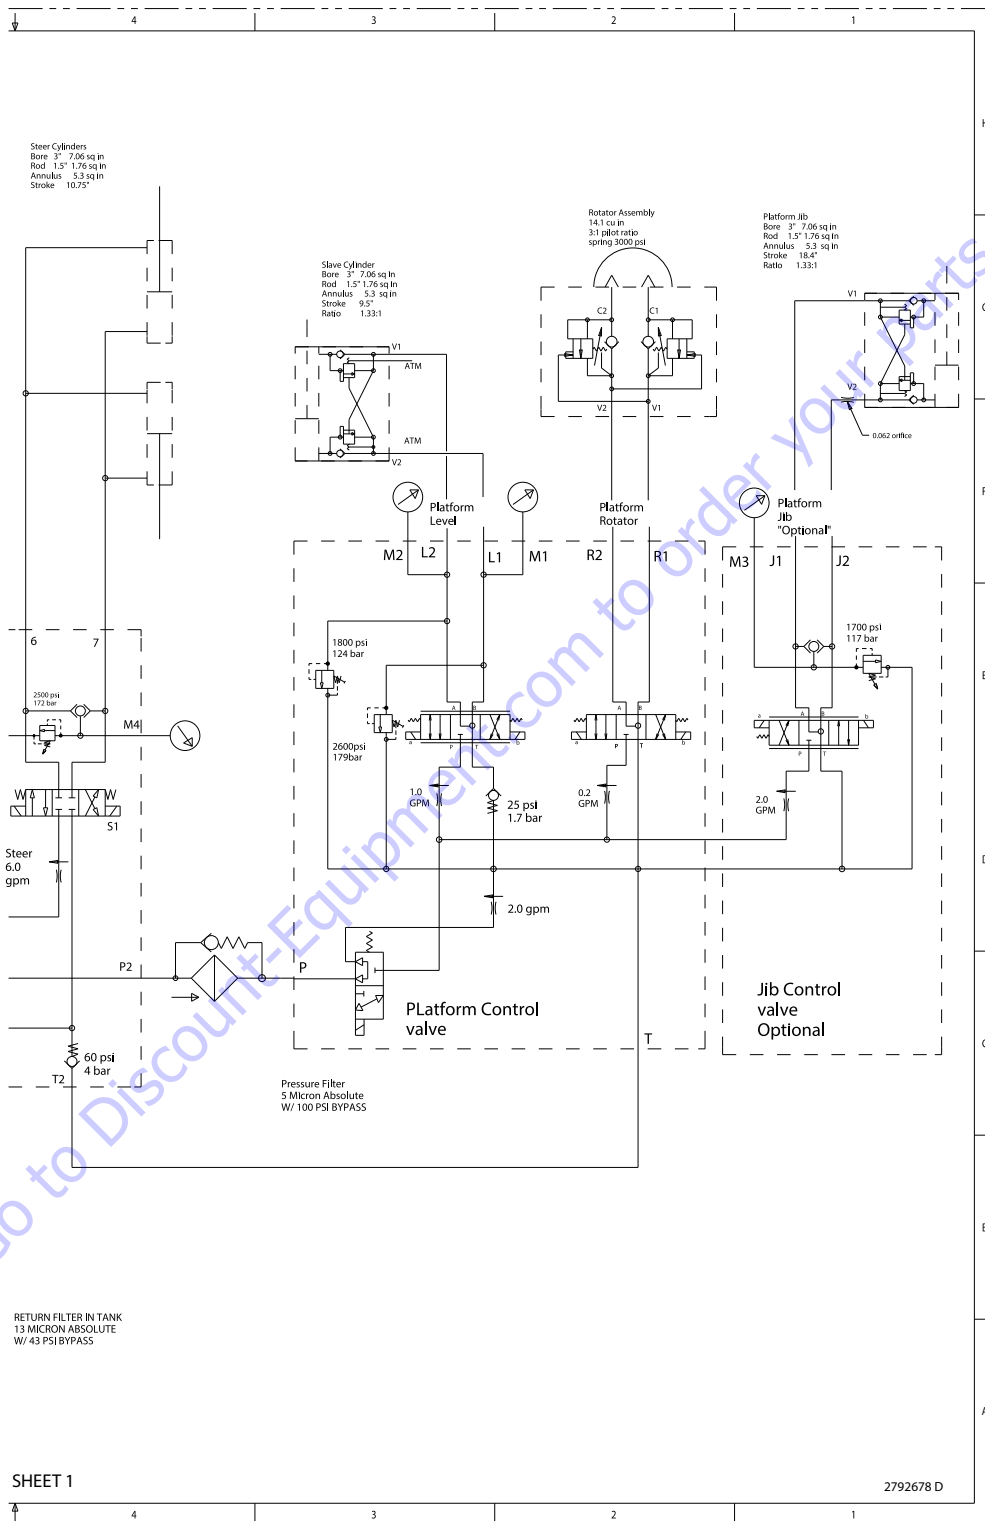 4
3
2
1
H
Steer Cylinders
Bore 3" 7.06 sq in
Rod 1.5" 1.76 sq in
Annulus 5.3 sq in
Stroke 10.75"
Slave Cylinder
Bore 3" 7.06 sq in
Rod 1.5" 1.76 sq in
Annulus 5.3 sq in
Stroke 9.5"
Ratio 1.33:1
Rotator Assembly
14.1 cu in
3:1 pilot ratio
spring 3000 psi
Platform Jib
Bore 3" 7.06 sq in
Rod 1.5" 1.76 sq in
Annulus 5.3 sq in
Stroke 18.4"
Ratio 1.33:1
V1
ATM
ATM
V2
C2
C1
V2
V1
V1
V2
0.062 orifice
G
F
Platform
Level
Platform
Rotator
Platform
Jib
"Optional"
M2
L2
L1
M1
R2
R1
M3
J1
J2
6
7
2500 psi
172 bar
M4
1800 psi
124 bar
2600psi
179bar
1700 psi
117 bar
E
A
B
P
T
a
b
A
B
P
T
a
b
A
B
P
T
a
b
S1
Steer
6.0
gpm
1.0
GPM
25 psi
1.7 bar
0.2
GPM
2.0
GPM
D
2.0 gpm
P2
P
PLatform Control
valve
Jib Control
valve
Optional
T
C
60 psi
4 bar
T2
Pressure Filter
5 Micron Absolute
W/ 100 PSI BYPASS
B
RETURN FILTER IN TANK
13 MICRON ABSOLUTE
W/ 43 PSI BYPASS
A
SHEET 1
2792678 D
4
3
2
1
Go to Discount-Equipment.com to order your parts